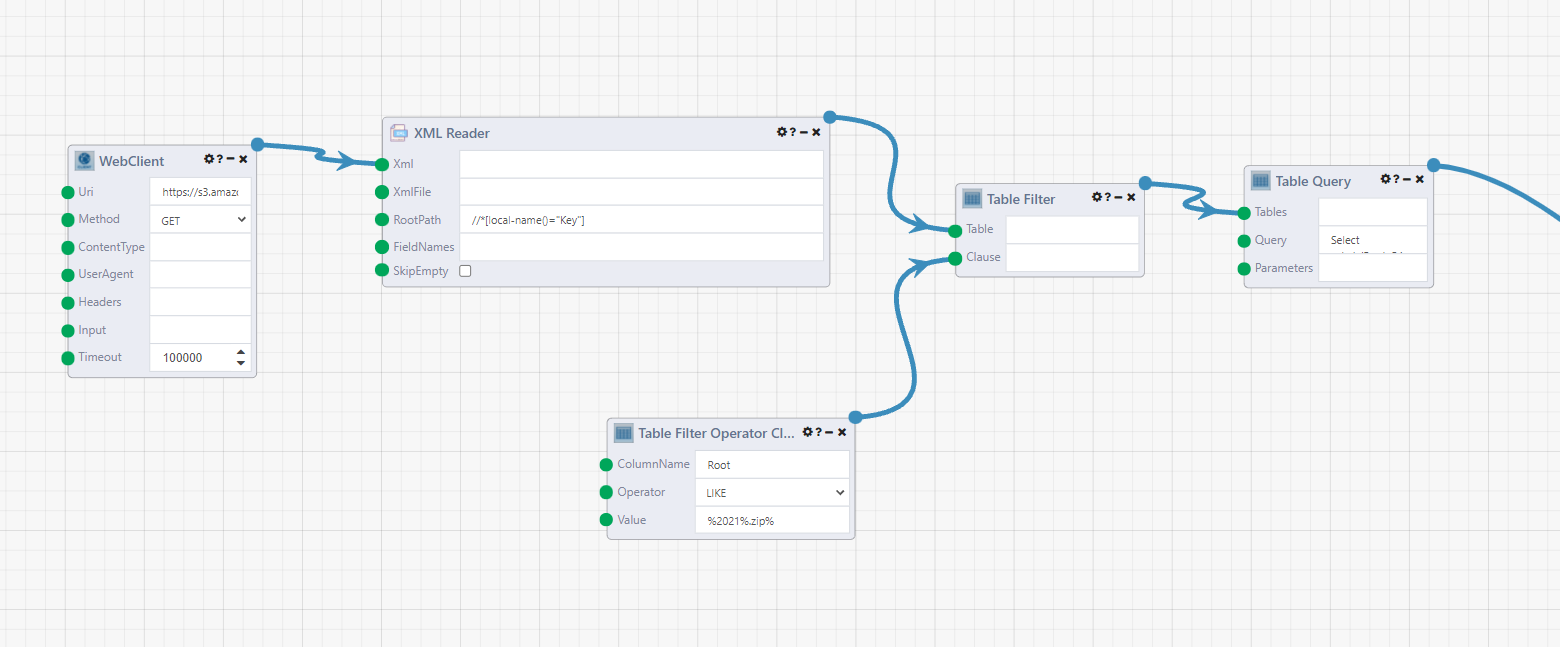 WebClient
Uri https://s3.amaz
Method GET
ContentType
UserAgent
Headers
Input
Timeout 100000
XML Reader
Xml
XmlFile
RootPath //*[local-name()="Key"]
FieldNames
SkipEmpty
Table Filter
Table
Clause
Table Query
Tables
Query Select
Parameters
Table Filter Operator Cl...
ColumnName Root
Operator LIKE
Value %2021%.zip%